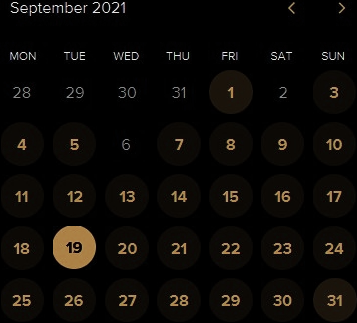 September 2021 < >
MON TUE WED THU FRI SAT SUN
28 29 30 31 1 2 3
4 5 6 7 8 9 10
11 12 13 14 15 16 17
18 19 20 21 22 23 24
25 26 27 28 29 30 31